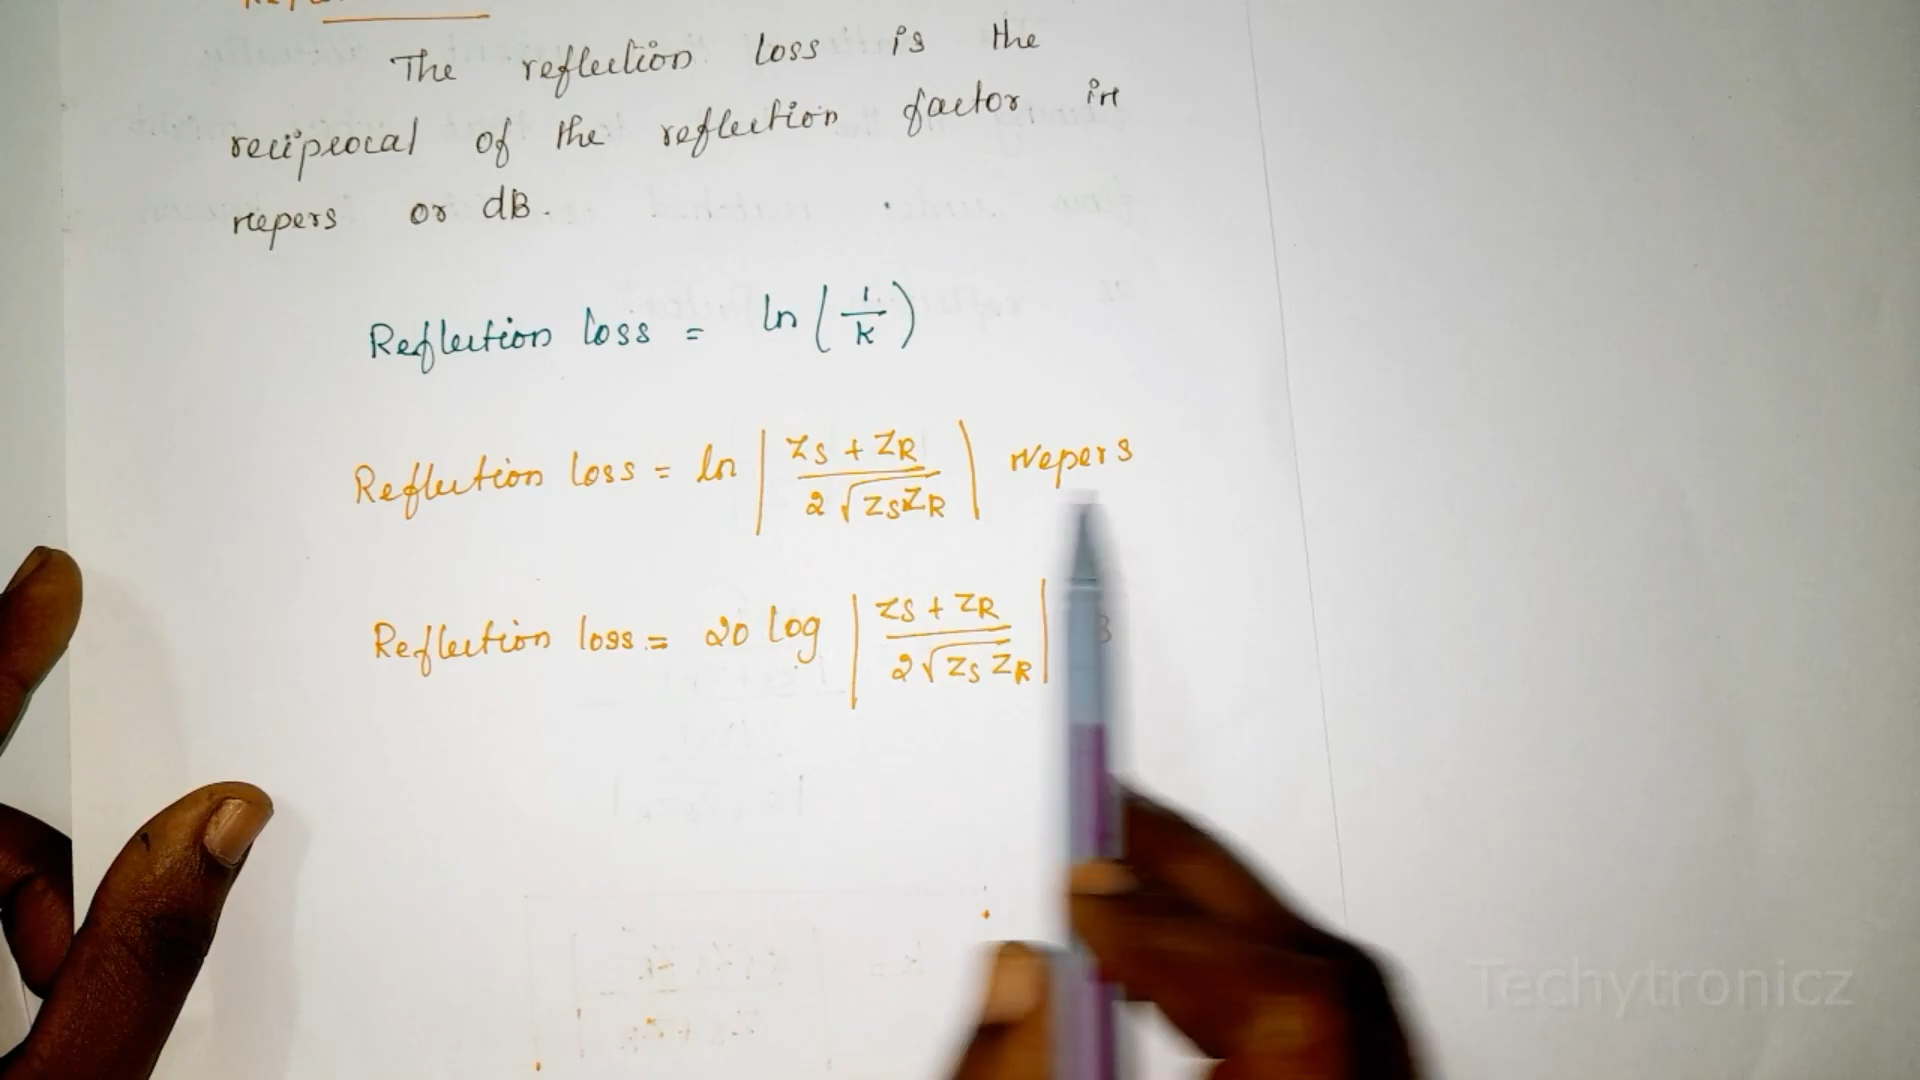 The reflection loss is the
reciprocal of the reflection factor in
nepers or dB.
Reflection loss = ln (1/k)
Reflection loss = ln | ZS + ZR / 2 √ZSZR | Nepers
Reflection loss = 20 log | ZS + ZR / 2 √ZS ZR |
Techytronicz